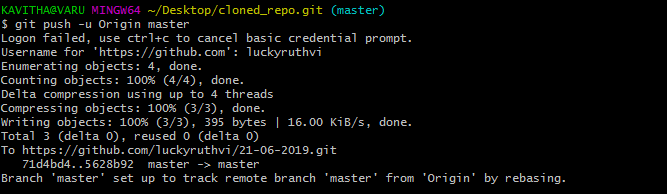 KAVITHA@VARU MINGW64 ~/Desktop/cloned_repo.git (master)
$ git push -u Origin master
Logon failed, use ctrl+c to cancel basic credential prompt.
Username for 'https://github.com': luckyruthvi
Enumerating objects: 4, done.
Counting objects: 100% (4/4), done.
Delta compression using up to 4 threads
Compressing objects: 100% (3/3), done.
Writing objects: 100% (3/3), 395 bytes | 16.00 KiB/s, done.
Total 3 (delta 0), reused 0 (delta 0)
To https://github.com/luckyruthvi/21-06-2019.git
   71d4bd4..5628b92  master -> master
Branch 'master' set up to track remote branch 'master' from 'Origin' by rebasing.